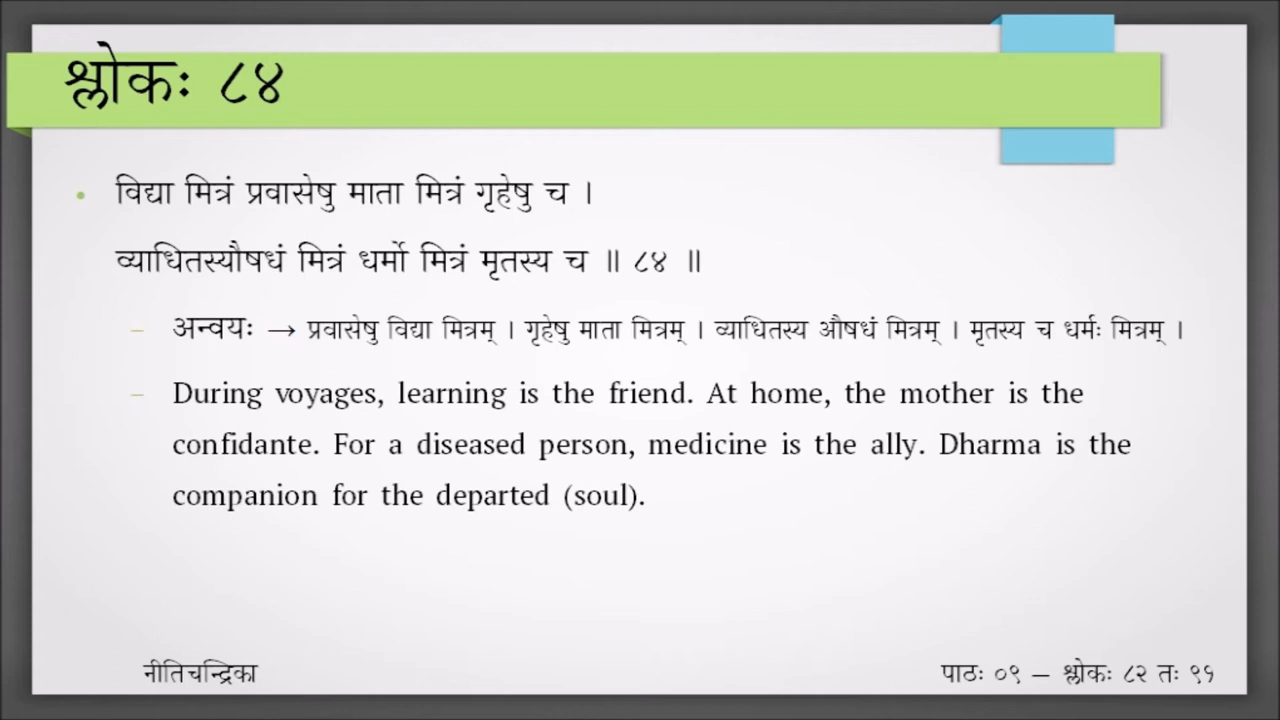 श्लोकः ८४
• विद्या मित्रं प्रवासेषु माता मित्रं गृहेषु च ।
व्याधितस्यौषधं मित्रं धर्मो मित्रं मृतस्य च ॥ ८४ ॥
– अन्वयः → प्रवासेषु विद्या मित्रम् । गृहेषु माता मित्रम् । व्याधितस्य औषधं मित्रम् । मृतस्य च धर्मः मित्रम् ।
– During voyages, learning is the friend. At home, the mother is the
confidante. For a diseased person, medicine is the ally. Dharma is the
companion for the departed (soul).
नीतिचन्द्रिका
पाठः ०९ – श्लोकः ८२ तः ९१